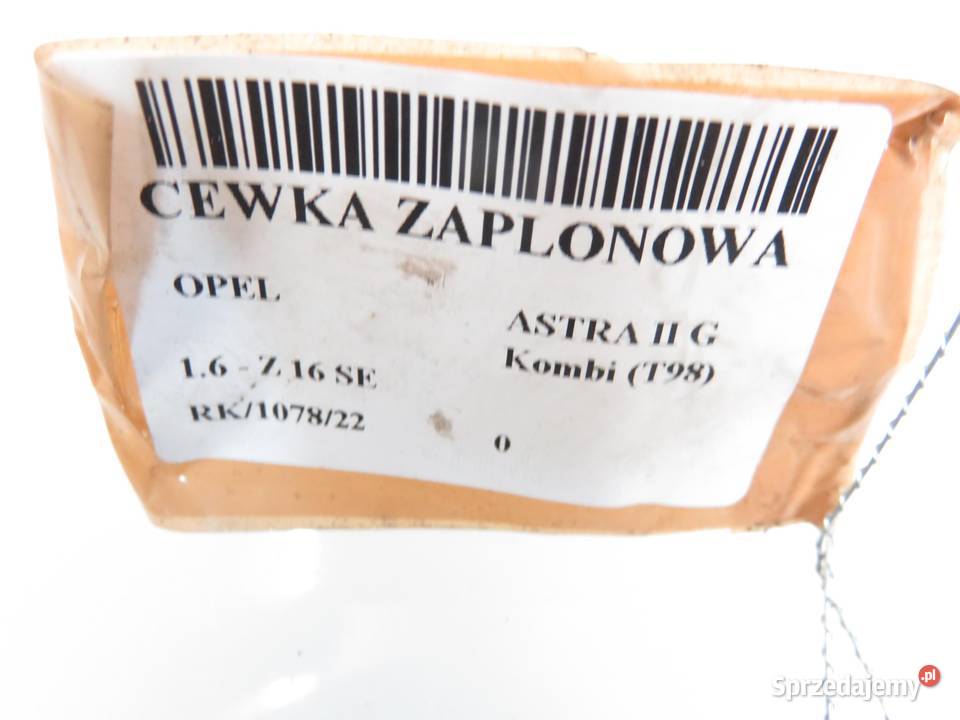 CEWKA ZAPLONOWA
OPEL
ASTRA II G
1.6 - Z 16 SE
Kombi (T98)
RK/1078/22
0
Sprzedajemy.pl